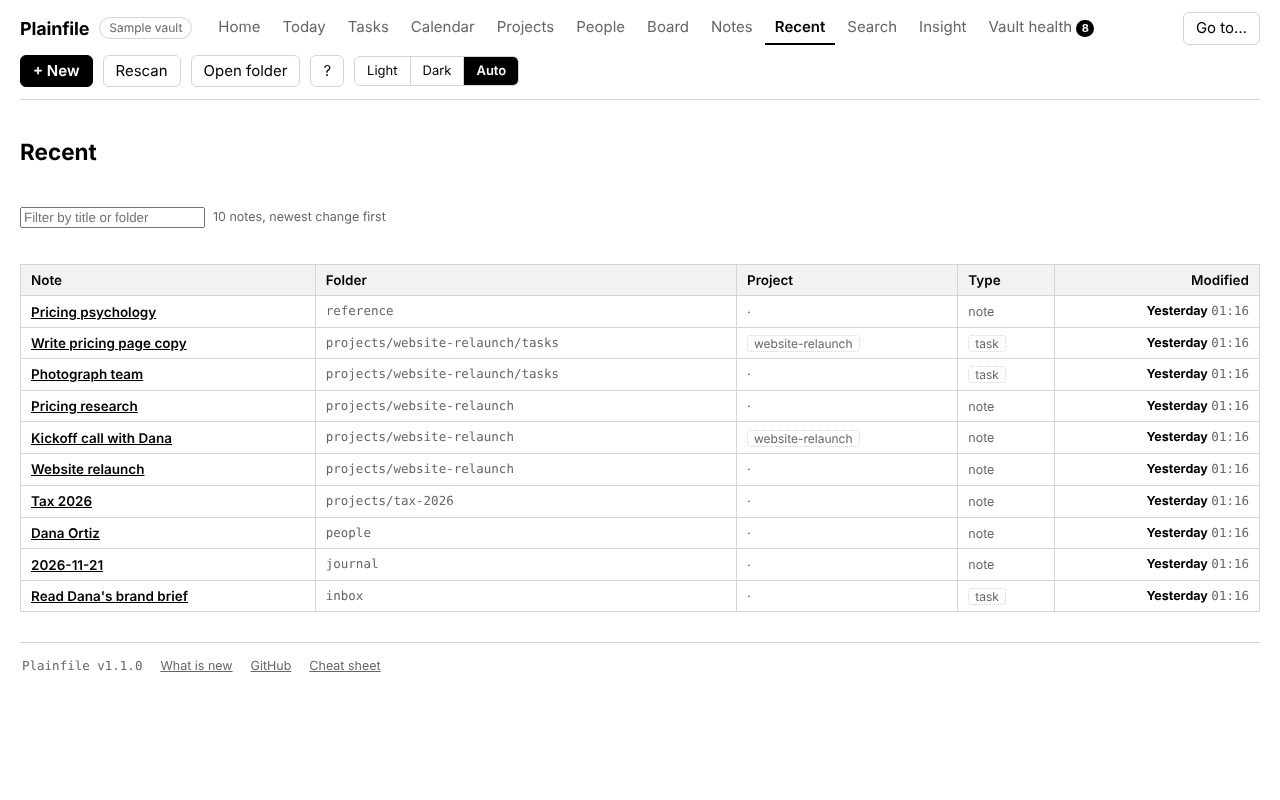 Plainfile Sample vault Home Today Tasks Calendar Projects People Board Notes Recent Search Insight Vault health 8 Go to...
+ New Rescan Open folder ? Light Dark Auto
Recent
Filter by title or folder 10 notes, newest change first
Note Folder Project Type Modified
Pricing psychology reference · note Yesterday 01:16
Write pricing page copy projects/website-relaunch/tasks website-relaunch task Yesterday 01:16
Photograph team projects/website-relaunch/tasks · task Yesterday 01:16
Pricing research projects/website-relaunch · note Yesterday 01:16
Kickoff call with Dana projects/website-relaunch website-relaunch note Yesterday 01:16
Website relaunch projects/website-relaunch · note Yesterday 01:16
Tax 2026 projects/tax-2026 · note Yesterday 01:16
Dana Ortiz people · note Yesterday 01:16
2026-11-21 journal · note Yesterday 01:16
Read Dana's brand brief inbox · task Yesterday 01:16
Plainfile v1.1.0 What is new GitHub Cheat sheet